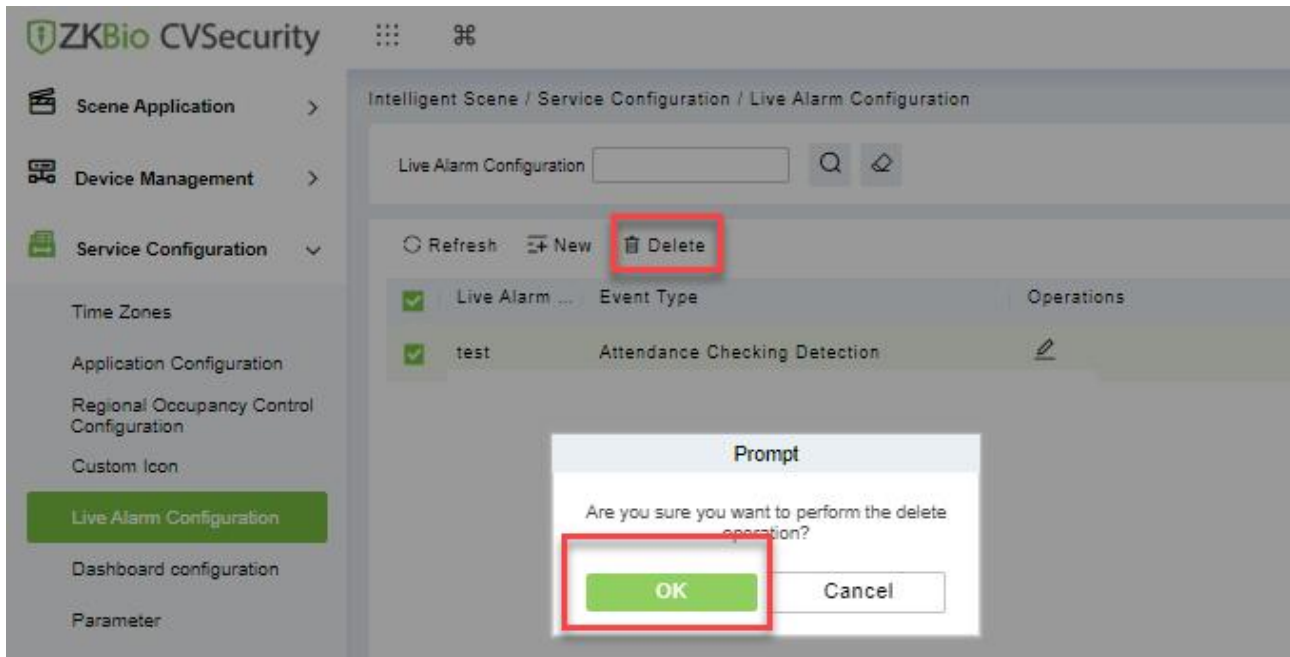 ZKBio CVSecurity
Scene Application
Device Management
Service Configuration
Time Zones
Application Configuration
Regional Occupancy Control
Configuration
Custom Icon
Live Alarm Configuration
Dashboard configuration
Parameter
Intelligent Scene / Service Configuration / Live Alarm Configuration
Live Alarm Configuration
Refresh New Delete
Live Alarm ... Event Type Operations
test Attendance Checking Detection
Prompt
Are you sure you want to perform the delete
operation?
OK Cancel